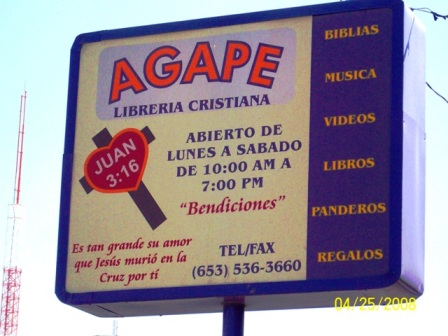 AGAPE
LIBRERIA CRISTIANA
JUAN
3:16
ABIERTO DE
LUNES A SABADO
DE 10:00 AM A
7:00 PM
"Bendiciones"
Es tan grande su amor
que Jesús murió en la
Cruz por tí
TEL/FAX
(653) 536-3660
BIBLIAS
MUSICA
VIDEOS
LIBROS
PANDEROS
REGALOS
04/25/2009